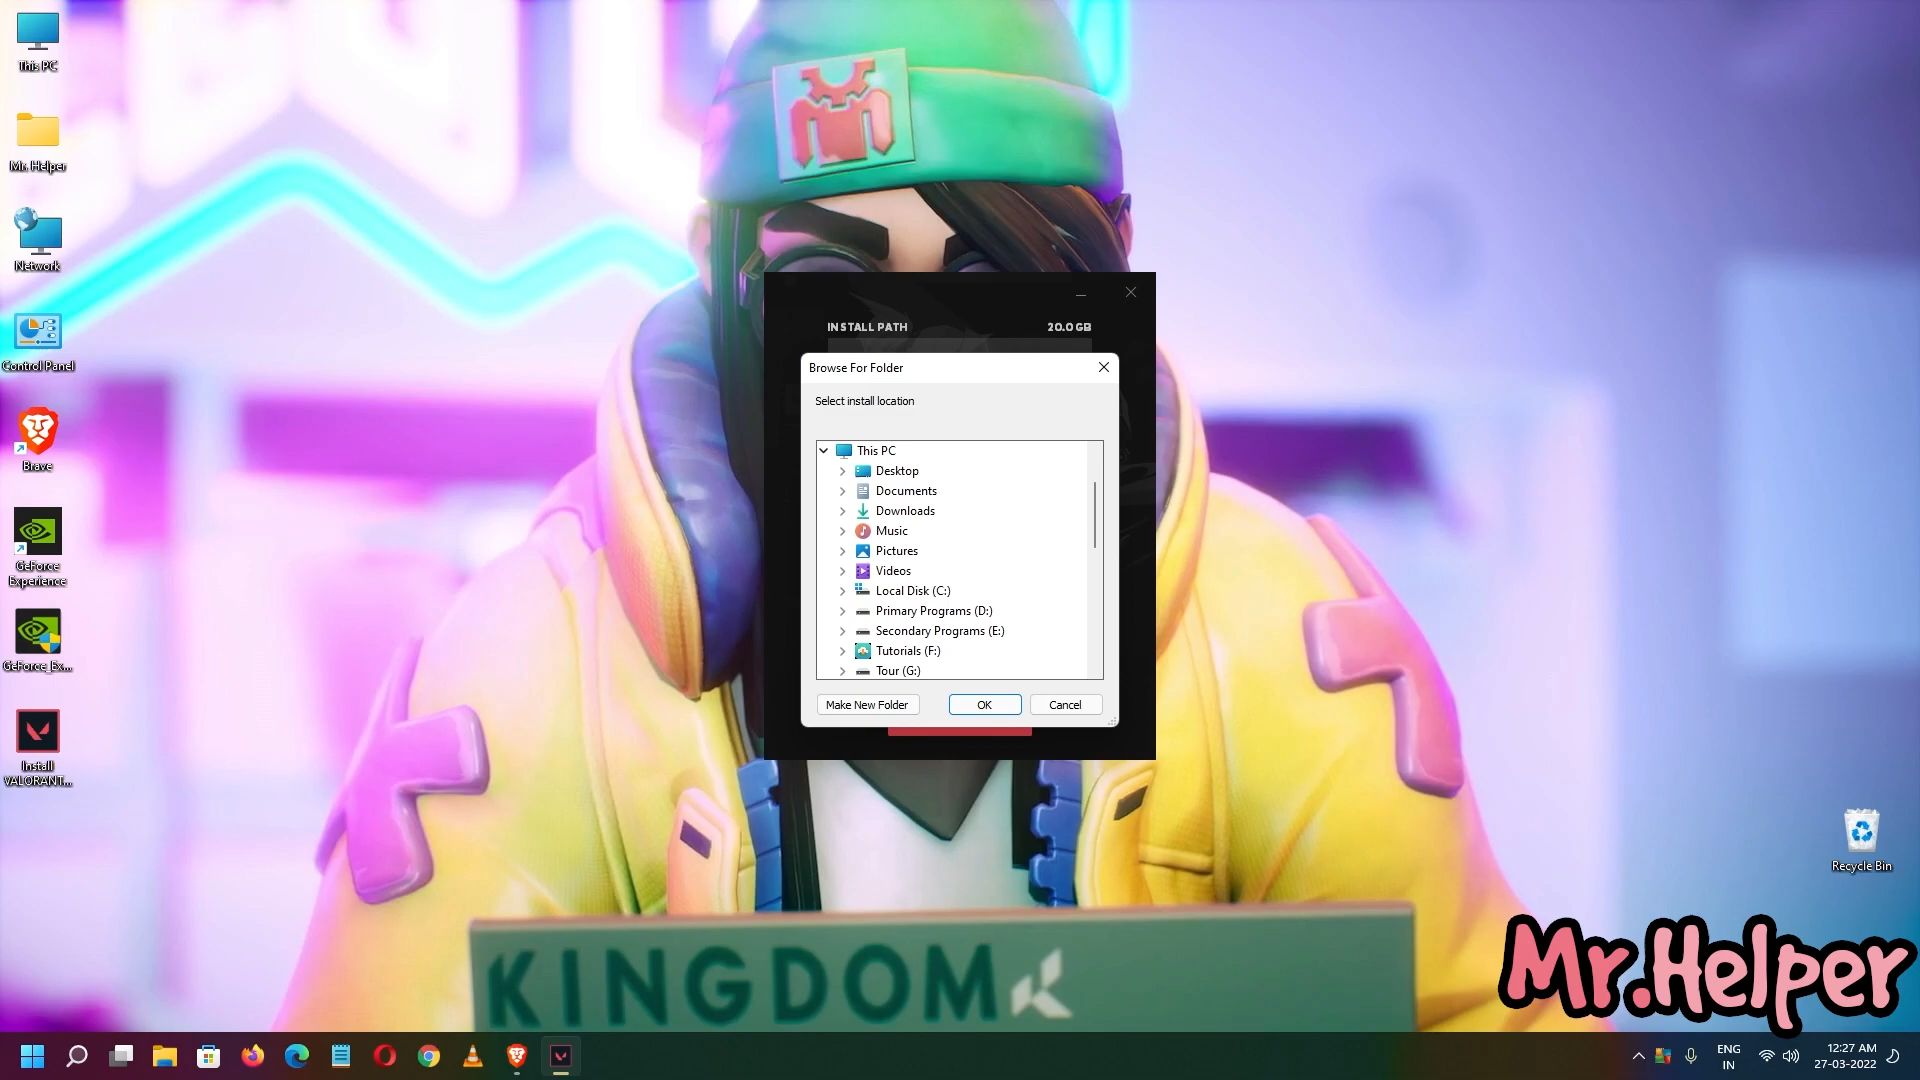 This PC
Mr. Helper
Network
Control Panel
Brave
GeForce
Experience
GeForce_Ex...
Install
VALORANT...
INSTALL PATH
20.0 GB
Browse For Folder
Select install location
This PC
Desktop
Documents
Downloads
Music
Pictures
Videos
Local Disk (C:)
Primary Programs (D:)
Secondary Programs (E:)
Tutorials (F:)
Tour (G:)
Make New Folder
OK
Cancel
Recycle Bin
KINGDOM
Mr.Helper
ENG
IN
12:27 AM
27-03-2022